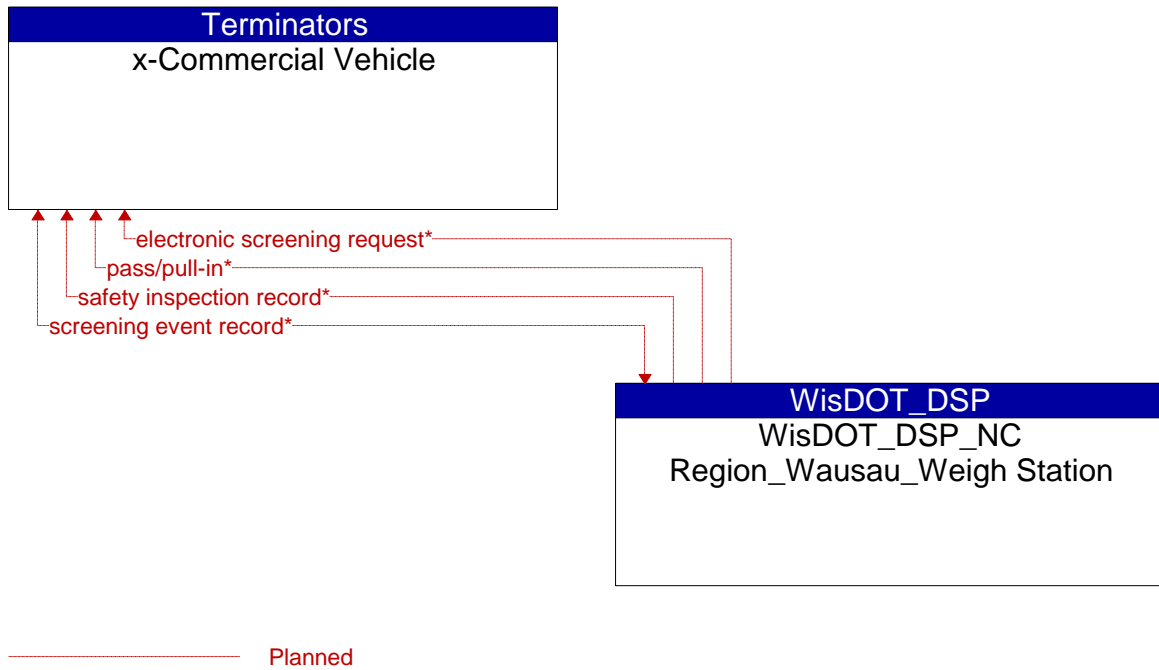 Terminators
x-Commercial Vehicle
electronic screening request*
pass/pull-in*
safety inspection record*
screening event record*
WisDOT_DSP
WisDOT_DSP_NC
Region_Wausau_Weigh Station
Planned